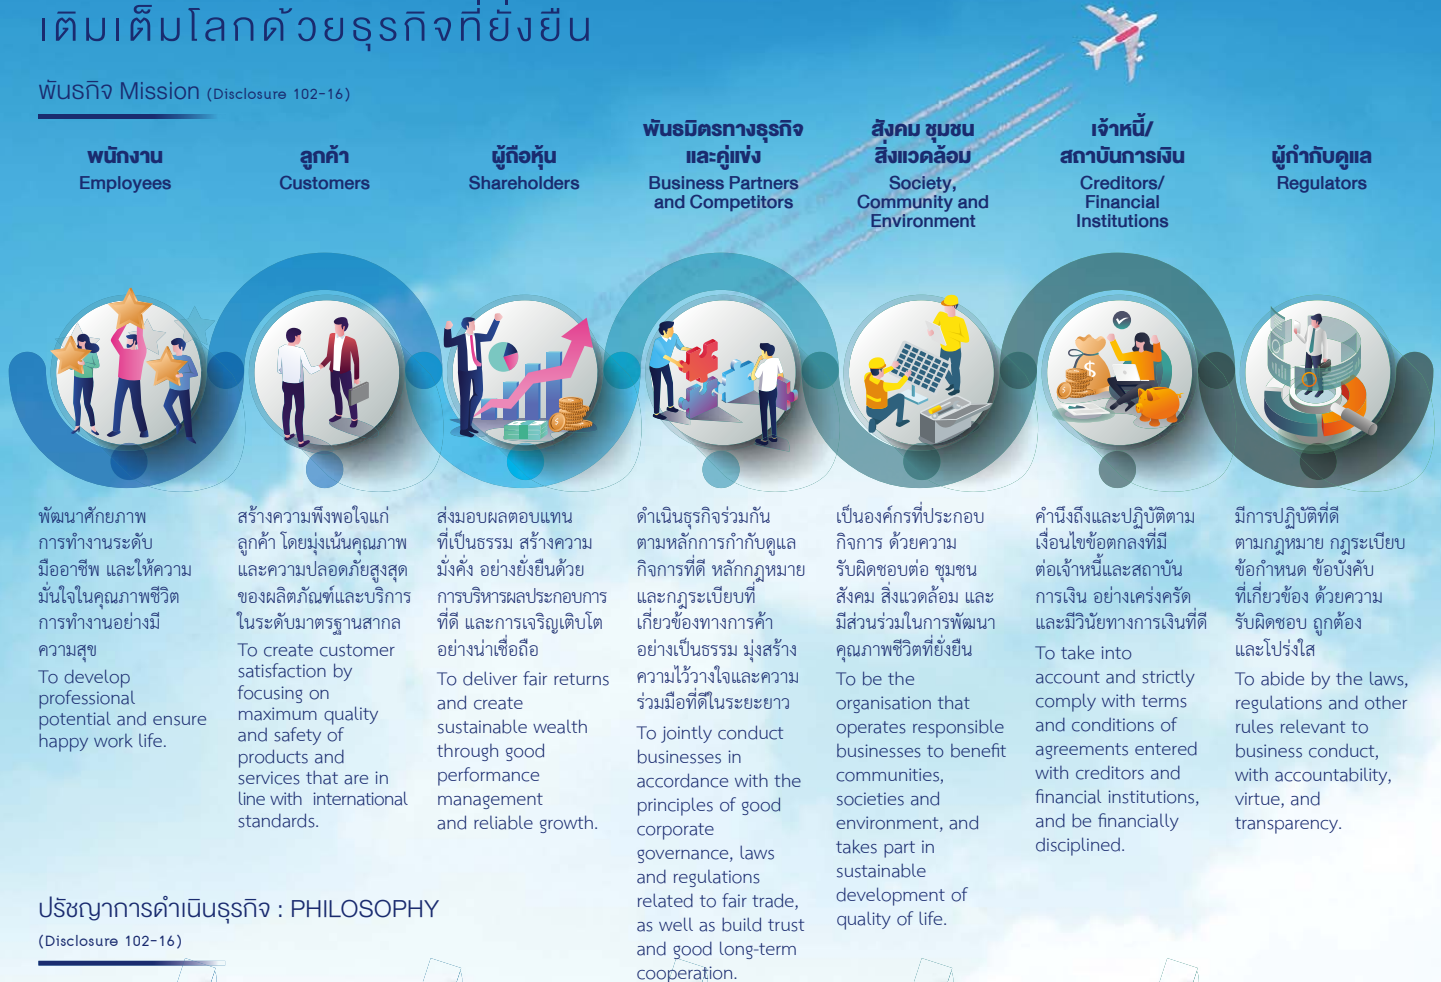 เติมเต็มโลกด้วยธุรกิจที่ยั่งยืน
พันธกิจ Mission (Disclosure 102-16)
พนักงาน
Employees
ลูกค้า
Customers
ผู้ถือหุ้น
Shareholders
พันธมิตรทางธุรกิจ
และคู่แข่ง
Business Partners
and Competitors
สังคม ชุมชน
สิ่งแวดล้อม
Society,
Community and
Environment
เจ้าหนี้/
สถาบันการเงิน
Creditors/
Financial
Institutions
ผู้กำกับดูแล
Regulators
พัฒนาศักยภาพ
การทำงานระดับ
มืออาชีพ และให้ความ
มั่นใจในคุณภาพชีวิต
การทำงานอย่างมี
ความสุข
To develop
professional
potential and ensure
happy work life.
สร้างความพึงพอใจแก่
ลูกค้า โดยมุ่งเน้นคุณภาพ
และความปลอดภัยสูงสุด
ของผลิตภัณฑ์และบริการ
ในระดับมาตรฐานสากล
To create customer
satisfaction by
focusing on
maximum quality
and safety of
products and
services that are in
line with international
standards.
ส่งมอบผลตอบแทน
ที่เป็นธรรม สร้างความ
มั่งคั่ง อย่างยั่งยืนด้วย
การบริหารผลประกอบการ
ที่ดี และการเจริญเติบโต
อย่างน่าเชื่อถือ
To deliver fair returns
and create
sustainable wealth
through good
performance
management
and reliable growth.
ดำเนินธุรกิจร่วมกัน
ตามหลักการกำกับดูแล
กิจการที่ดี หลักกฎหมาย
และกฎระเบียบที่
เกี่ยวข้องทางการค้า
อย่างเป็นธรรม มุ่งสร้าง
ความไว้วางใจและความ
ร่วมมือที่ดีในระยะยาว
To jointly conduct
businesses in
accordance with the
principles of good
corporate
governance, laws
and regulations
related to fair trade,
as well as build trust
and good long-term
cooperation.
เป็นองค์กรที่ประกอบ
กิจการ ด้วยความ
รับผิดชอบต่อ ชุมชน
สังคม สิ่งแวดล้อม และ
มีส่วนร่วมในการพัฒนา
คุณภาพชีวิตที่ยั่งยืน
To be the
organisation that
operates responsible
businesses to benefit
communities,
societies and
environment, and
takes part in
sustainable
development of
quality of life.
คำนึงถึงและปฏิบัติตาม
เงื่อนไขข้อตกลงที่มี
ต่อเจ้าหนี้และสถาบัน
การเงิน อย่างเคร่งครัด
และมีวินัยทางการเงินที่ดี
To take into
account and strictly
comply with terms
and conditions of
agreements entered
with creditors and
financial institutions,
and be financially
disciplined.
มีการปฏิบัติที่ดี
ตามกฎหมาย กฎระเบียบ
ข้อกำหนด ข้อบังคับ
ที่เกี่ยวข้อง ด้วยความ
รับผิดชอบ ถูกต้อง
และโปร่งใส
To abide by the laws,
regulations and other
rules relevant to
business conduct,
with accountability,
virtue, and
transparency.
ปรัชญาการดำเนินธุรกิจ : PHILOSOPHY
(Disclosure 102-16)